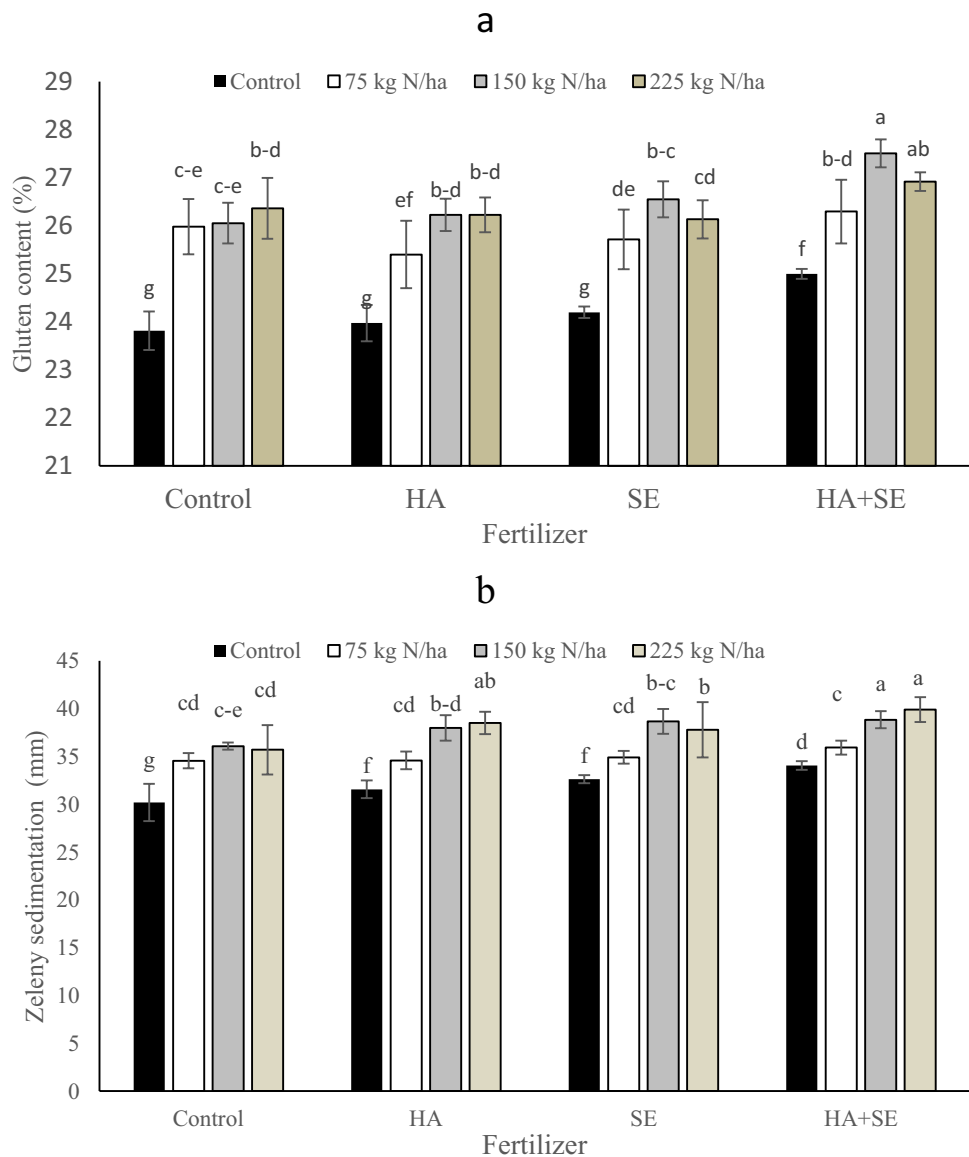 a
Control 75 kg N/ha 150 kg N/ha 225 kg N/ha
Gluten content (%)
29
28
27
26
25
24
23
22
21
g c-e c-e b-d
g ef b-d b-d
g de b-c cd
f b-d a ab
Control HA SE HA+SE
Fertilizer
b
Control 75 kg N/ha 150 kg N/ha 225 kg N/ha
Zeleny sedimentation (mm)
45
40
35
30
25
20
15
10
5
0
g cd c-e cd
f cd b-d ab
f cd b-c b
d c a a
Control HA SE HA+SE
Fertilizer